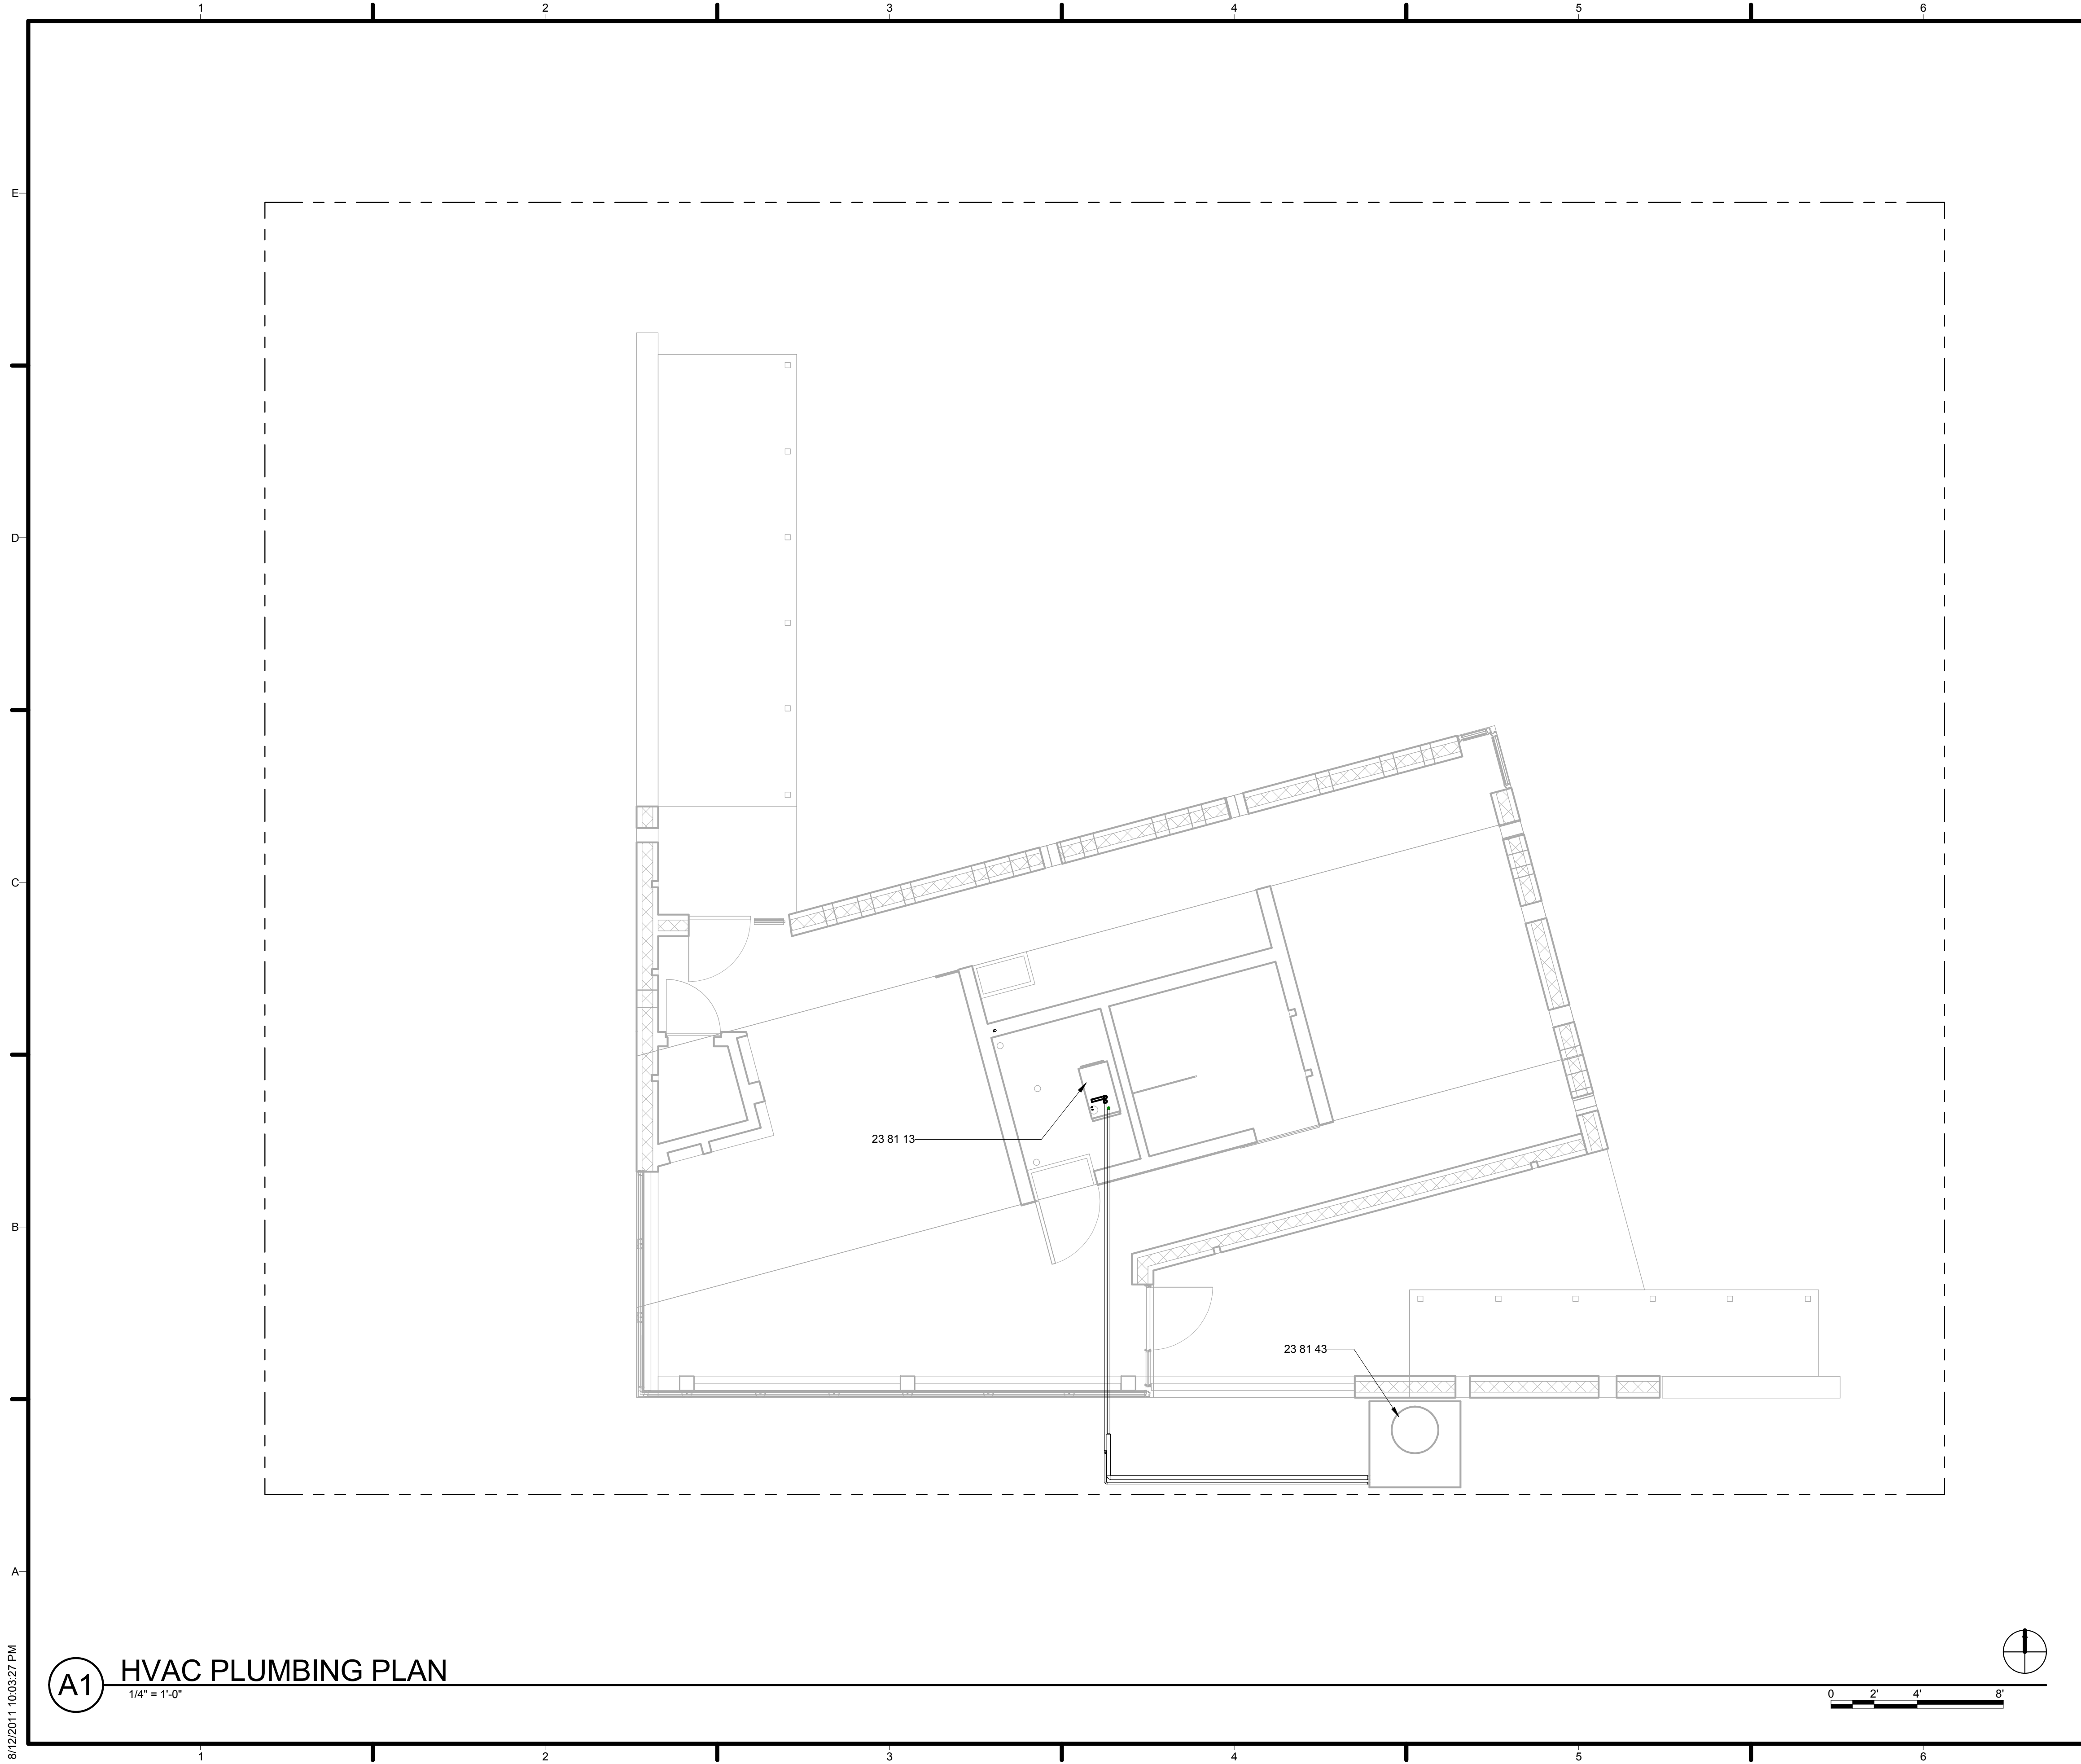 1 2 3 4 5 6
E
D
C
B
A
23 81 13
23 81 43
8/12/2011 10:03:27 PM
A1
HVAC PLUMBING PLAN
1/4" = 1'-0"
0 2' 4' 8'
1 2 3 4 5 6